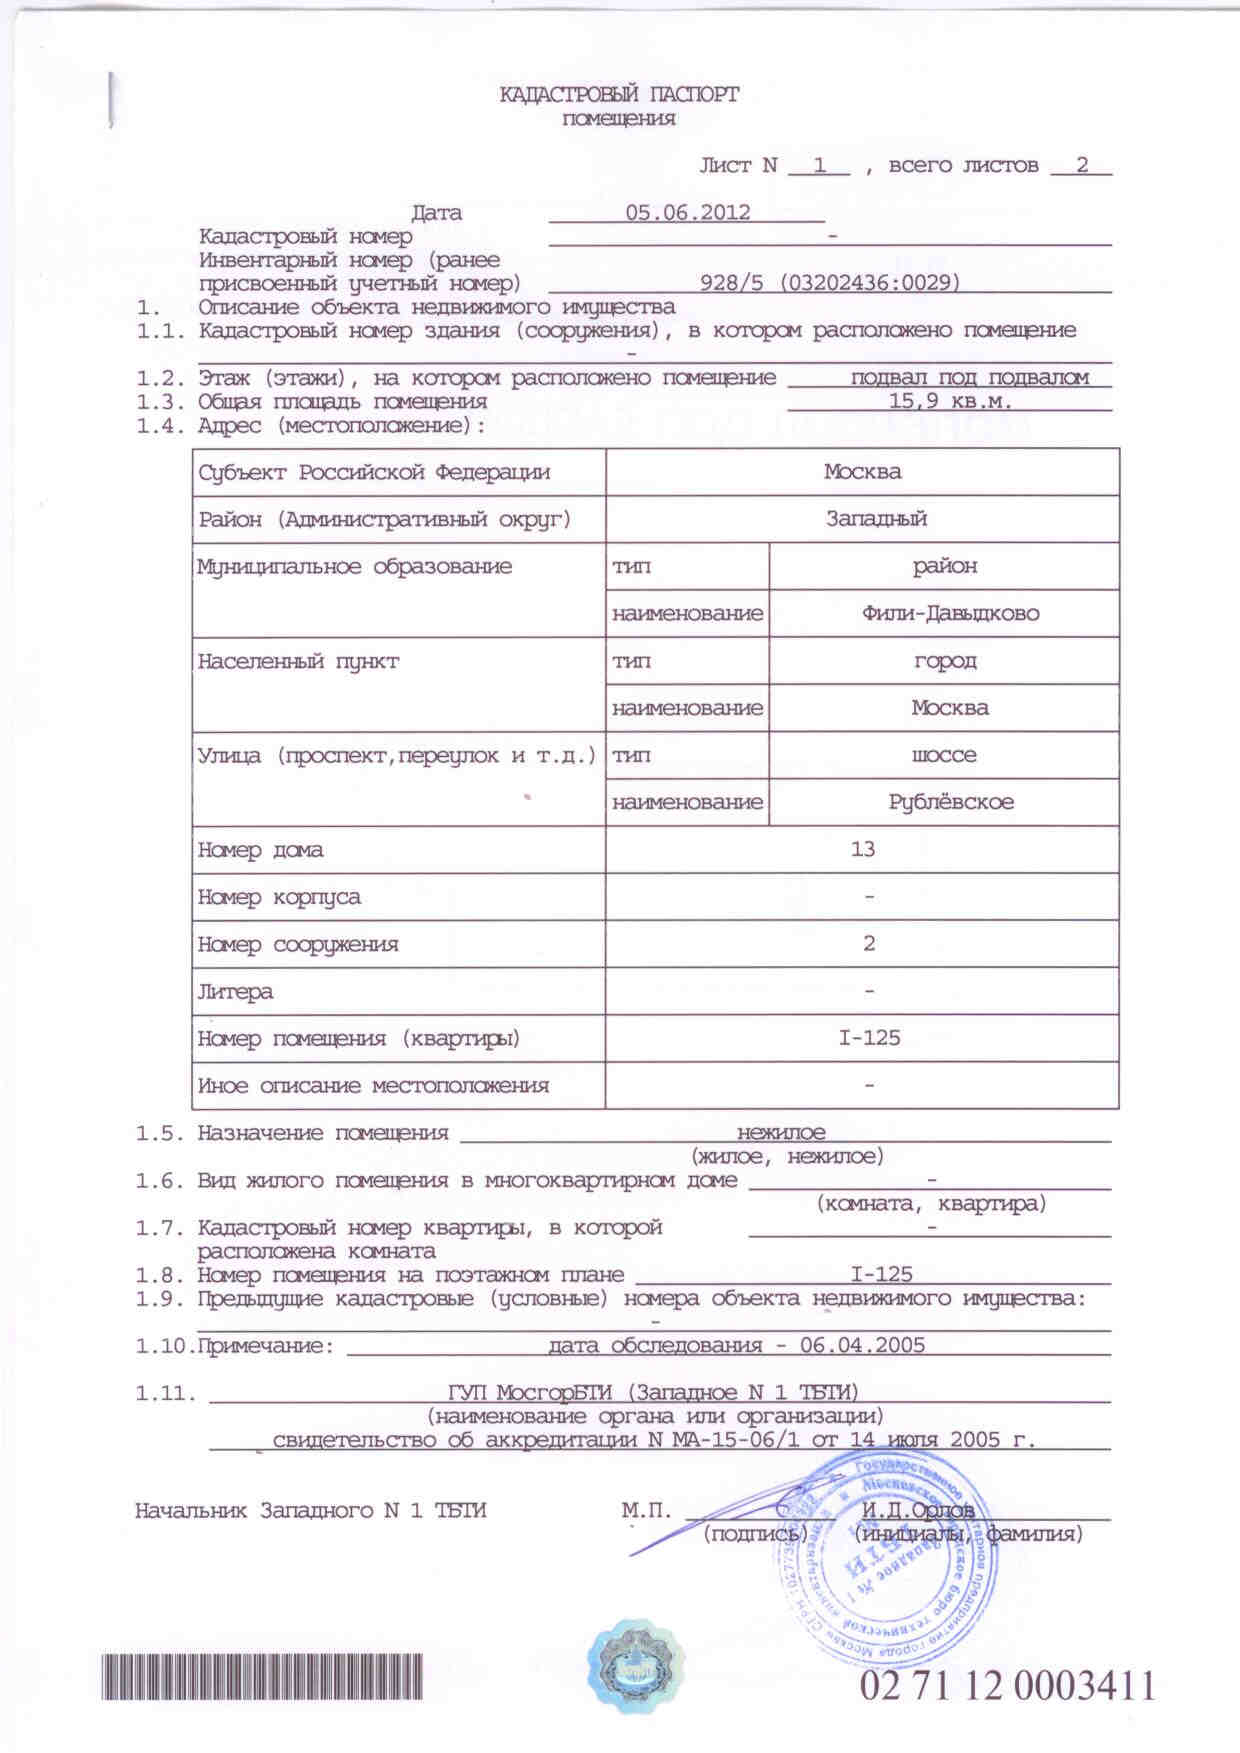 КАДАСТРОВЫЙ ПАСПОРТ
помещения
Лист N 1 , всего листов 2
Дата 05.06.2012
Кадастровый номер -
Инвентарный номер (ранее
присвоенный учетный номер) 928/5 (03202436:0029)
1. Описание объекта недвижимого имущества
1.1. Кадастровый номер здания (сооружения), в котором расположено помещение
-
1.2. Этаж (этажи), на котором расположено помещение подвал под подвалом
1.3. Общая площадь помещения 15,9 кв.м.
1.4. Адрес (местоположение):
Субъект Российской Федерации Москва
Район (Административный округ) Западный
Муниципальное образование тип район
наименование Фили-Давыдково
Населенный пункт тип город
наименование Москва
Улица (проспект,переулок и т.д.) тип шоссе
наименование Рублёвское
Номер дома 13
Номер корпуса -
Номер сооружения 2
Литера -
Номер помещения (квартиры) I-125
Иное описание местоположения -
1.5. Назначение помещения нежилое
(жилое, нежилое)
1.6. Вид жилого помещения в многоквартирном доме -
(комната, квартира)
1.7. Кадастровый номер квартиры, в которой -
расположена комната
1.8. Номер помещения на поэтажном плане I-125
1.9. Предыдущие кадастровые (условные) номера объекта недвижимого имущества:
-
1.10.Примечание: дата обследования - 06.04.2005
1.11. ГУП МосгорБТИ (Западное N 1 ТБТИ)
(наименование органа или организации)
свидетельство об аккредитации N МА-15-06/1 от 14 июля 2005 г.
Начальник Западного N 1 ТБТИ М.П. И.Д.Орлов
(подпись) (инициалы, фамилия)
Западное № 1
ТБТИ
02 71 12 0003411